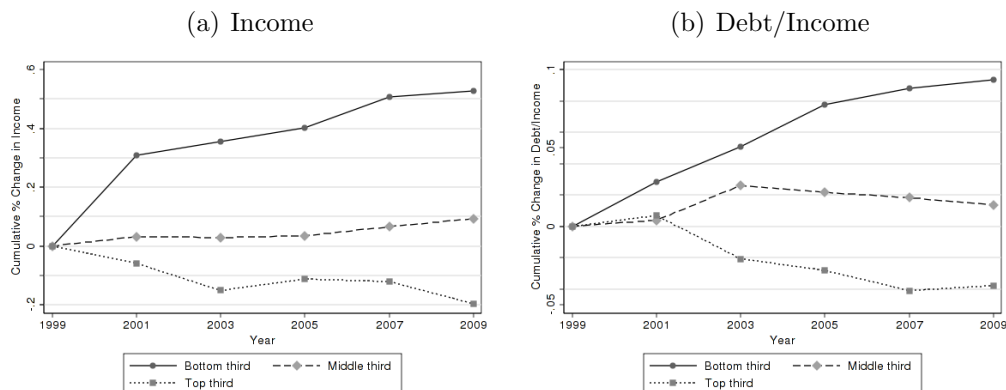 (a) Income
(b) Debt/Income
Cumulative % Change in Income
.6
.4
.2
0
-.2
1999 2001 2003 2005 2007 2009
Year
Bottom third Middle third
Top third
Cumulative % Change in Debt/Income
.1
.05
0
-.05
1999 2001 2003 2005 2007 2009
Year
Bottom third Middle third
Top third